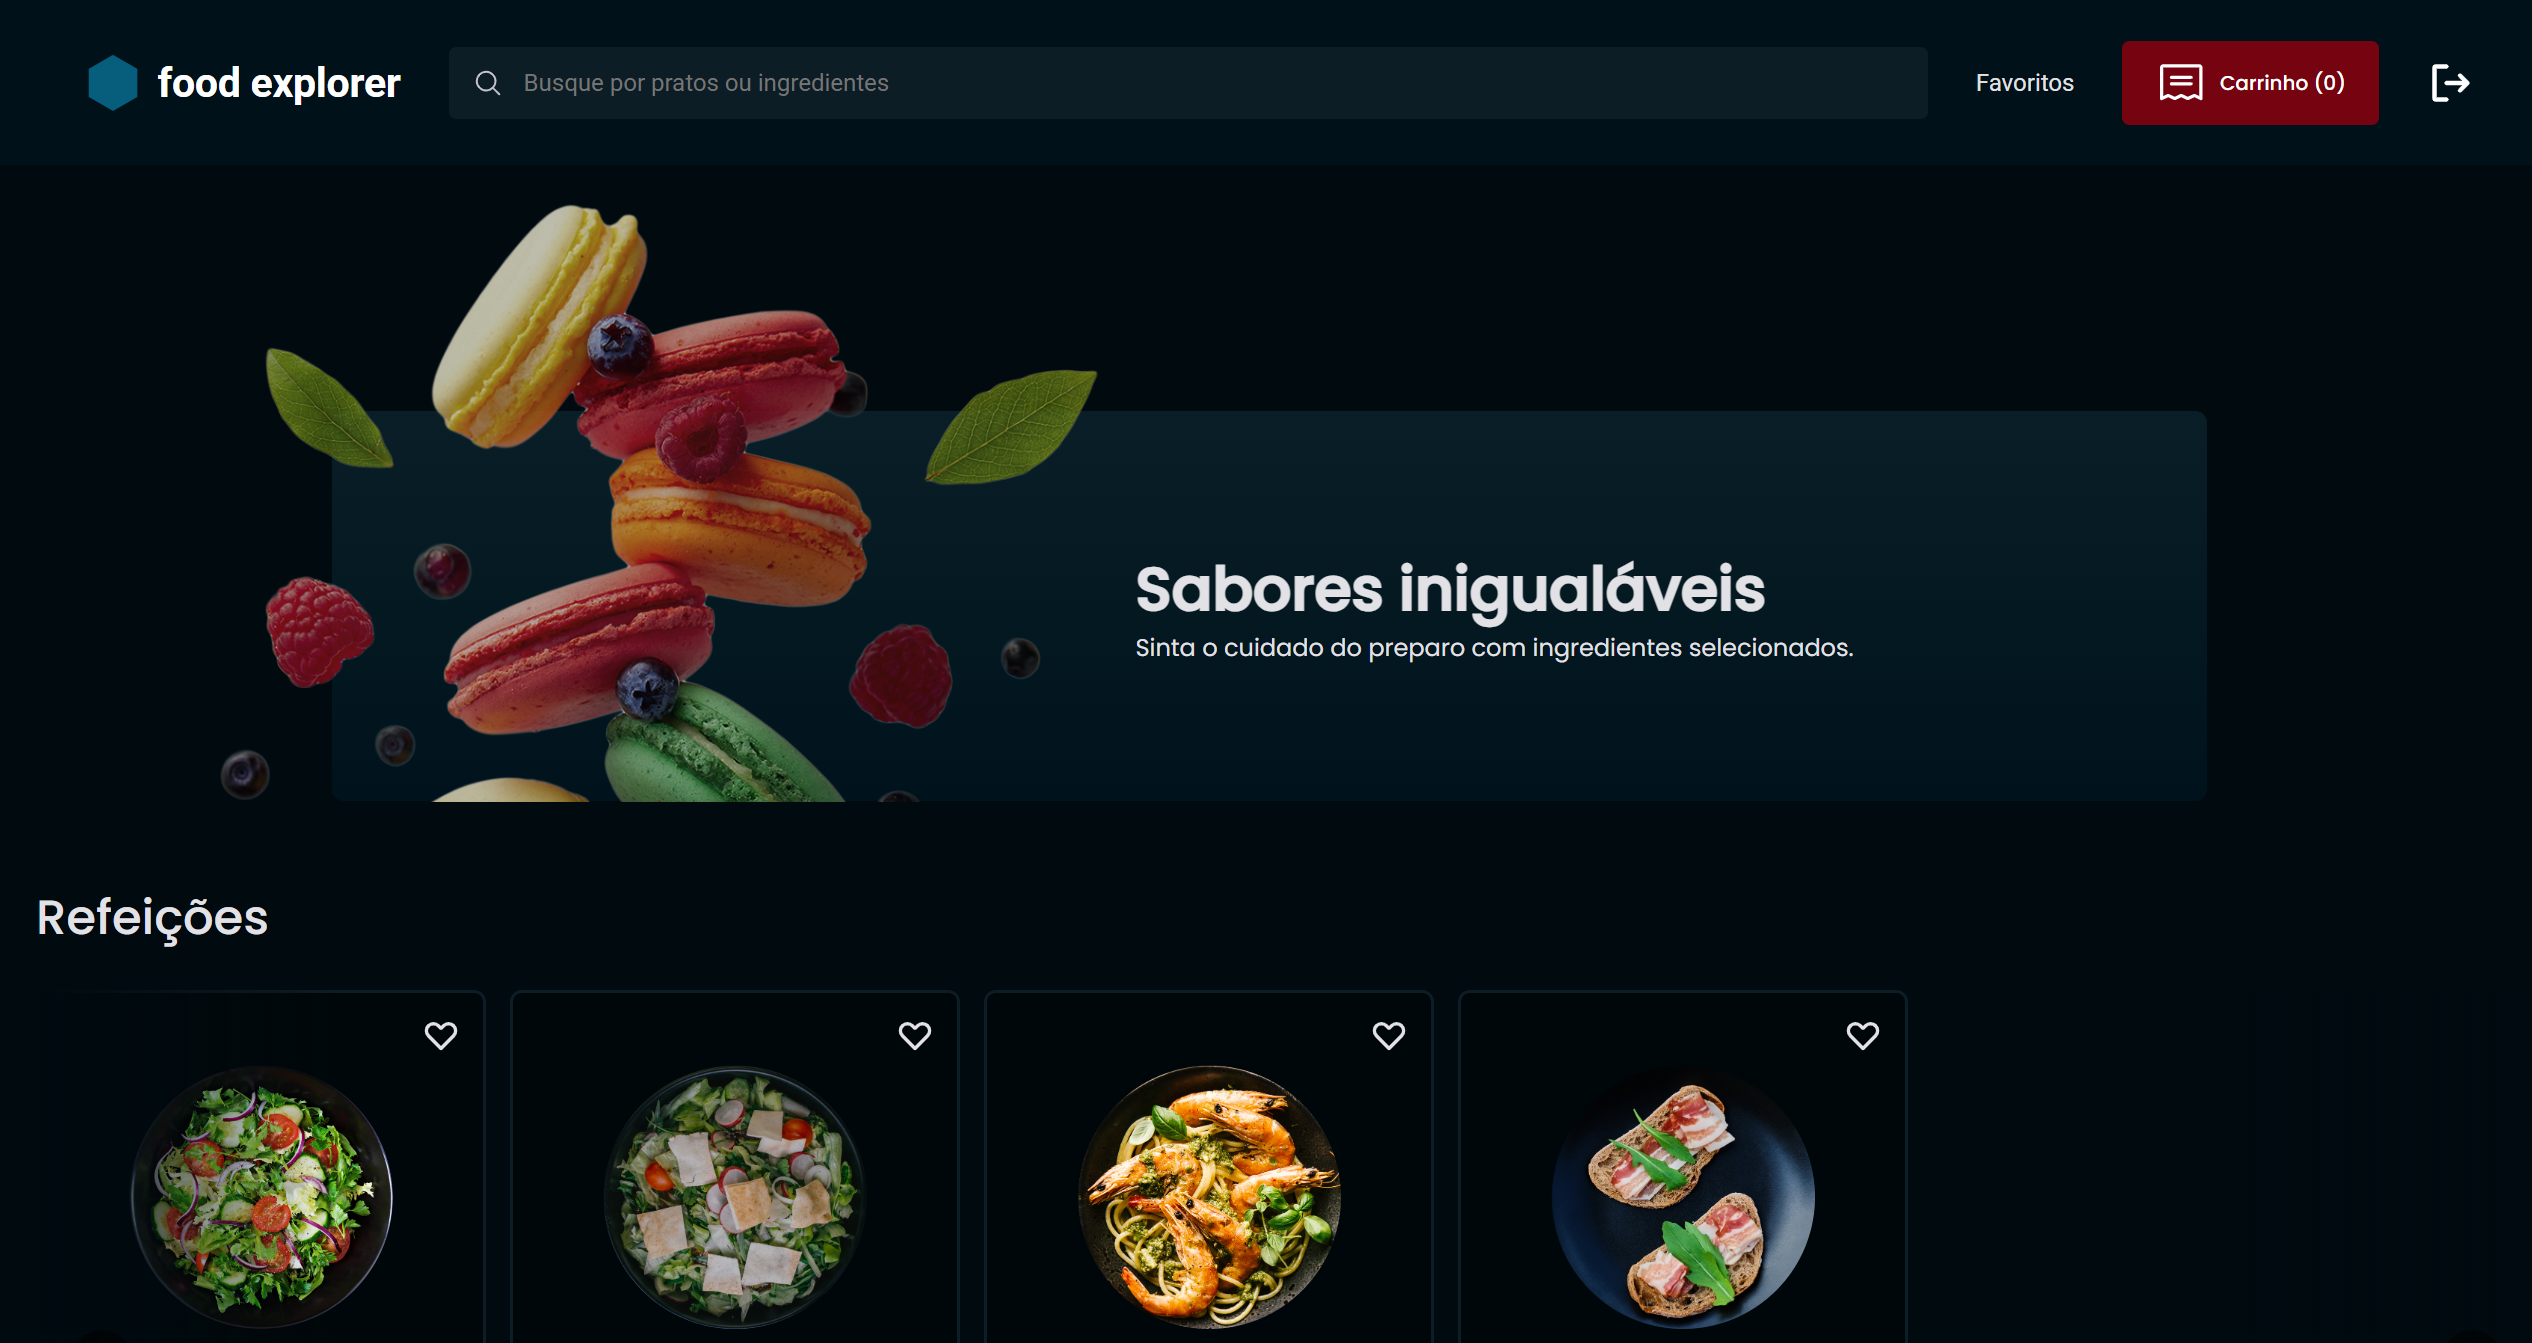 food explorer
Busque por pratos ou ingredientes
Favoritos
Carrinho (0)
Sabores inigualáveis
Sinta o cuidado do preparo com ingredientes selecionados.
Refeições